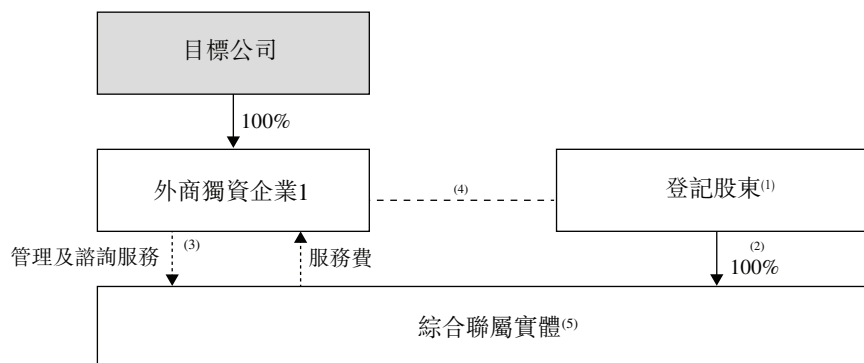 目標公司
100%
外商獨資企業1
(4)
登記股東(1)
管理及諮詢服務
(3)
服務費
(2)
100%
綜合聯屬實體(5)